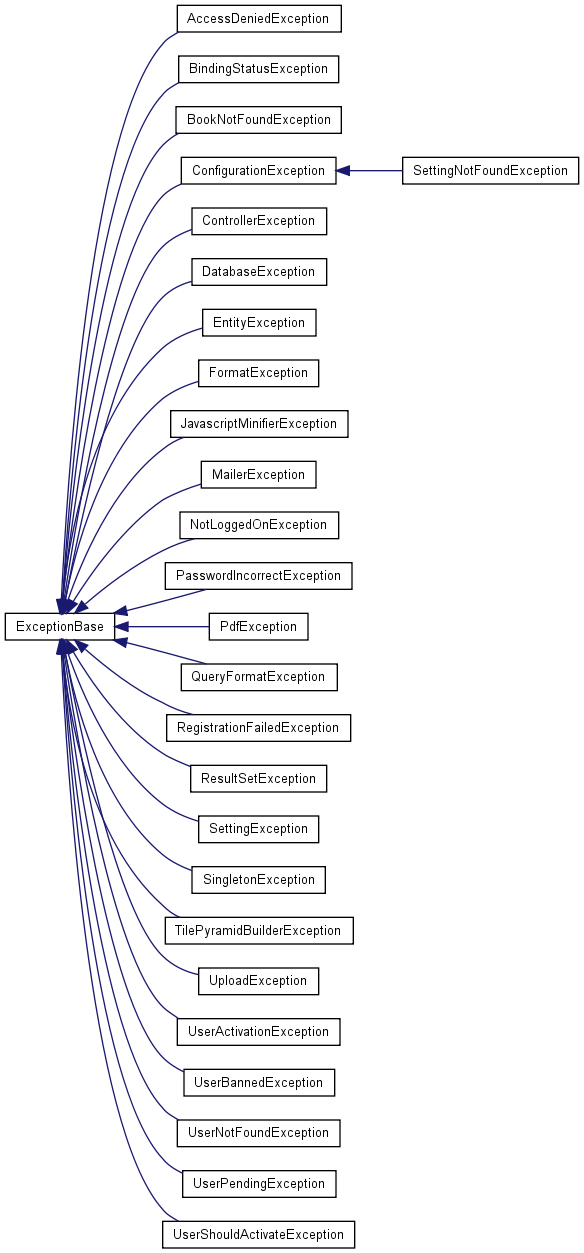 AccessDeniedException
BindingStatusException
BookNotFoundException
ConfigurationException
SettingNotFoundException
ControllerException
DatabaseException
EntityException
FormatException
JavascriptMinifierException
MailerException
NotLoggedOnException
PasswordIncorrectException
ExceptionBase
PdfException
QueryFormatException
RegistrationFailedException
ResultSetException
SettingException
SingletonException
TilePyramidBuilderException
UploadException
UserActivationException
UserBannedException
UserNotFoundException
UserPendingException
UserShouldActivateException